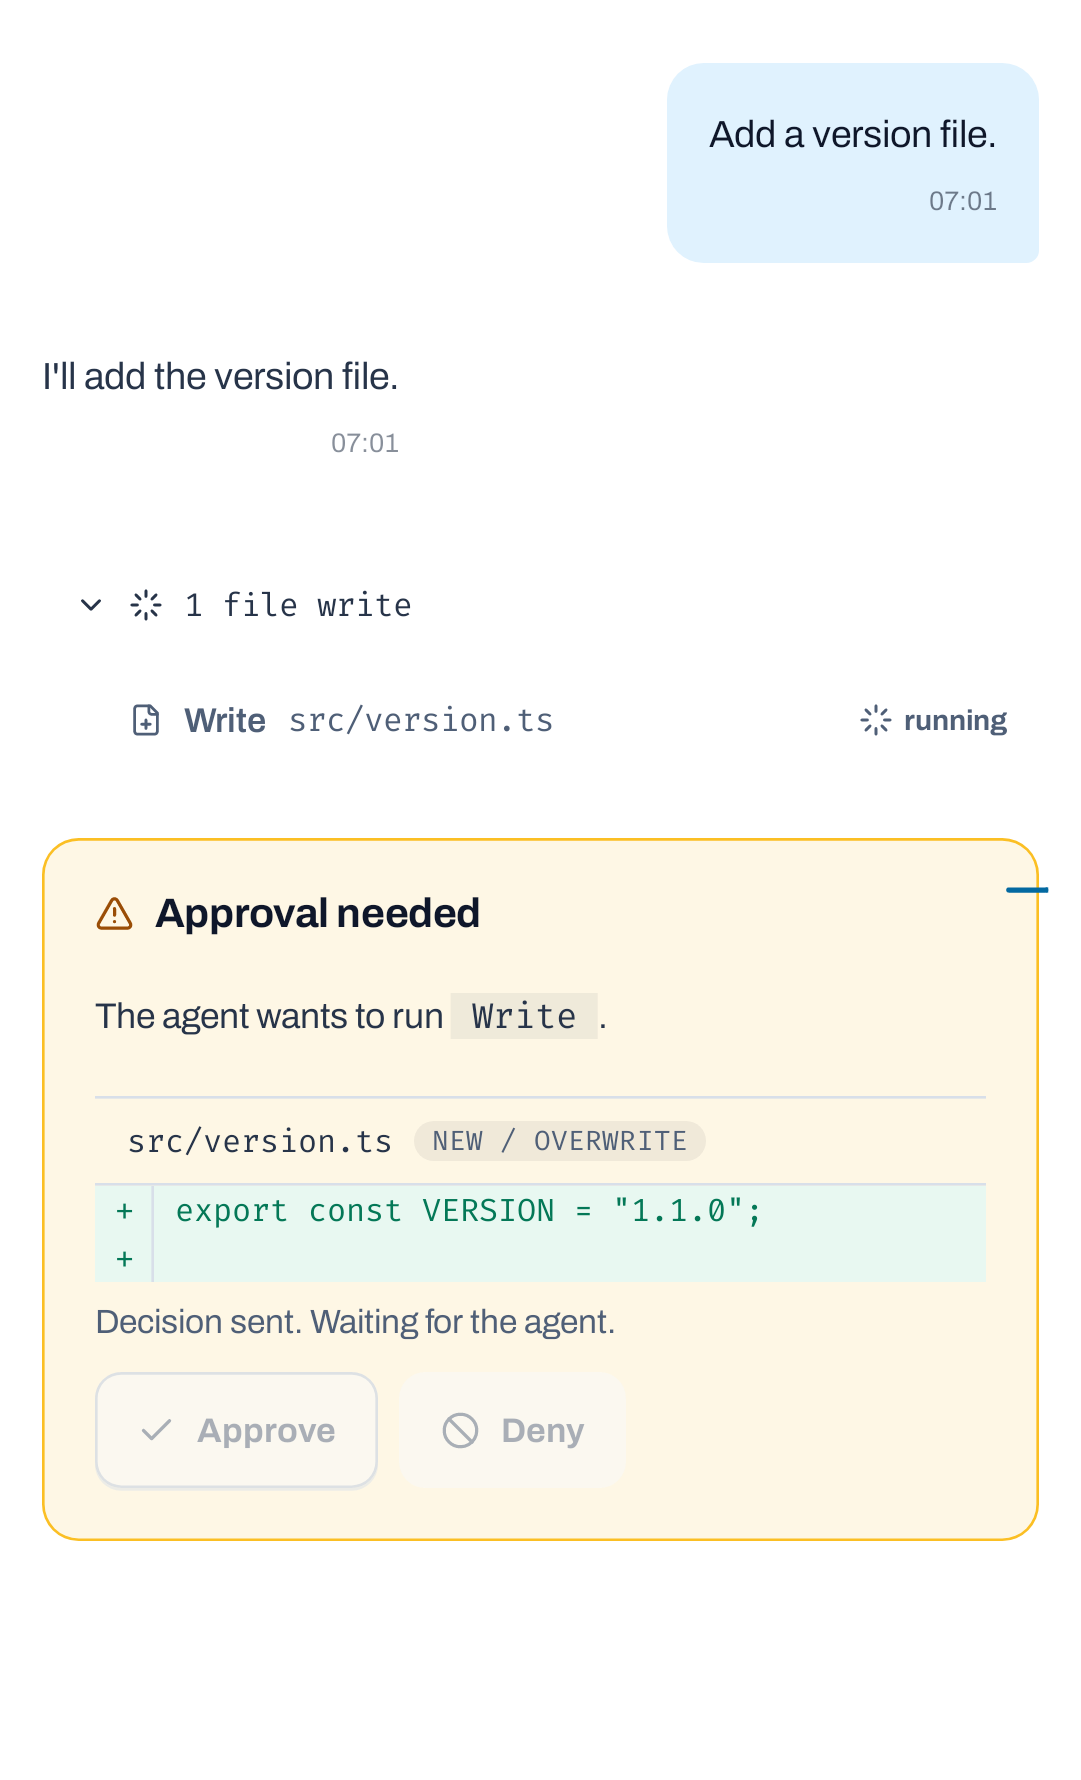 Add a version file.
07:01
I'll add the version file.
07:01
1 file write
Write src/version.ts running
Approval needed
The agent wants to run Write .
src/version.ts NEW / OVERWRITE
+ export const VERSION = "1.1.0";
+
Decision sent. Waiting for the agent.
Approve Deny